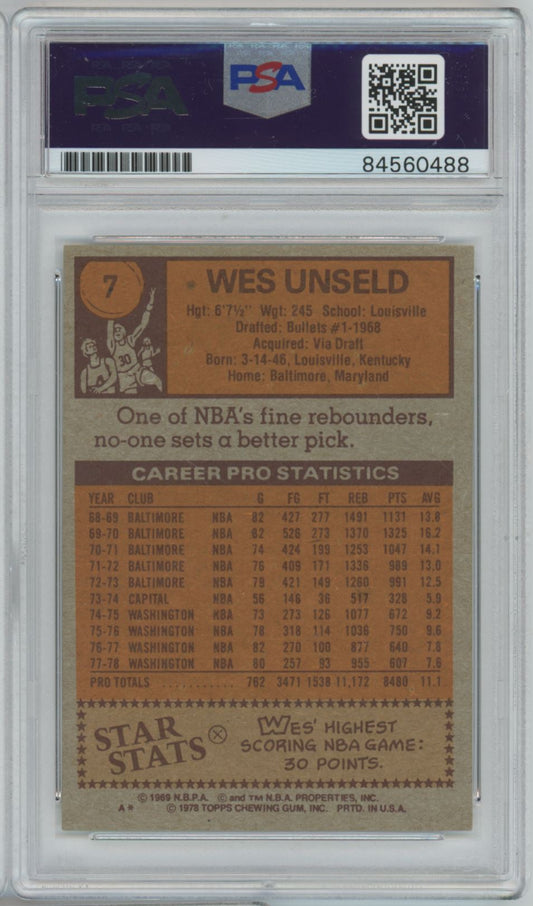 PSA
PSA
84560488
7
WES UNSELD
Hgt: 6'7½" Wgt: 245 School: Louisville
Drafted: Bullets #1-1968
Acquired: Via Draft
Born: 3-14-46, Louisville, Kentucky
Home: Baltimore, Maryland
30
One of NBA's fine rebounders,
no-one sets a better pick.
CAREER PRO STATISTICS
YEAR CLUB G FG FT REB PTS AVG
68-69 BALTIMORE NBA 82 427 277 1491 1131 13.8
69-70 BALTIMORE NBA 82 526 273 1370 1325 16.2
70-71 BALTIMORE NBA 74 424 199 1253 1047 14.1
71-72 BALTIMORE NBA 76 409 171 1336 989 13.0
72-73 BALTIMORE NBA 79 421 149 1260 991 12.5
73-74 CAPITAL NBA 56 146 36 517 328 5.9
74-75 WASHINGTON NBA 73 273 126 1077 672 9.2
75-76 WASHINGTON NBA 78 318 114 1036 750 9.6
76-77 WASHINGTON NBA 82 270 100 877 640 7.8
77-78 WASHINGTON NBA 80 257 93 955 607 7.6
PRO TOTALS ........... 762 3471 1538 11,172 8480 11.1
STAR
STATS
WES' HIGHEST
SCORING NBA GAME:
30 POINTS.
© 1969 N.B.P.A. © and TM N.B.A. PROPERTIES, INC.
A* © 1978 TOPPS CHEWING GUM, INC. PRTD. IN U.S.A.